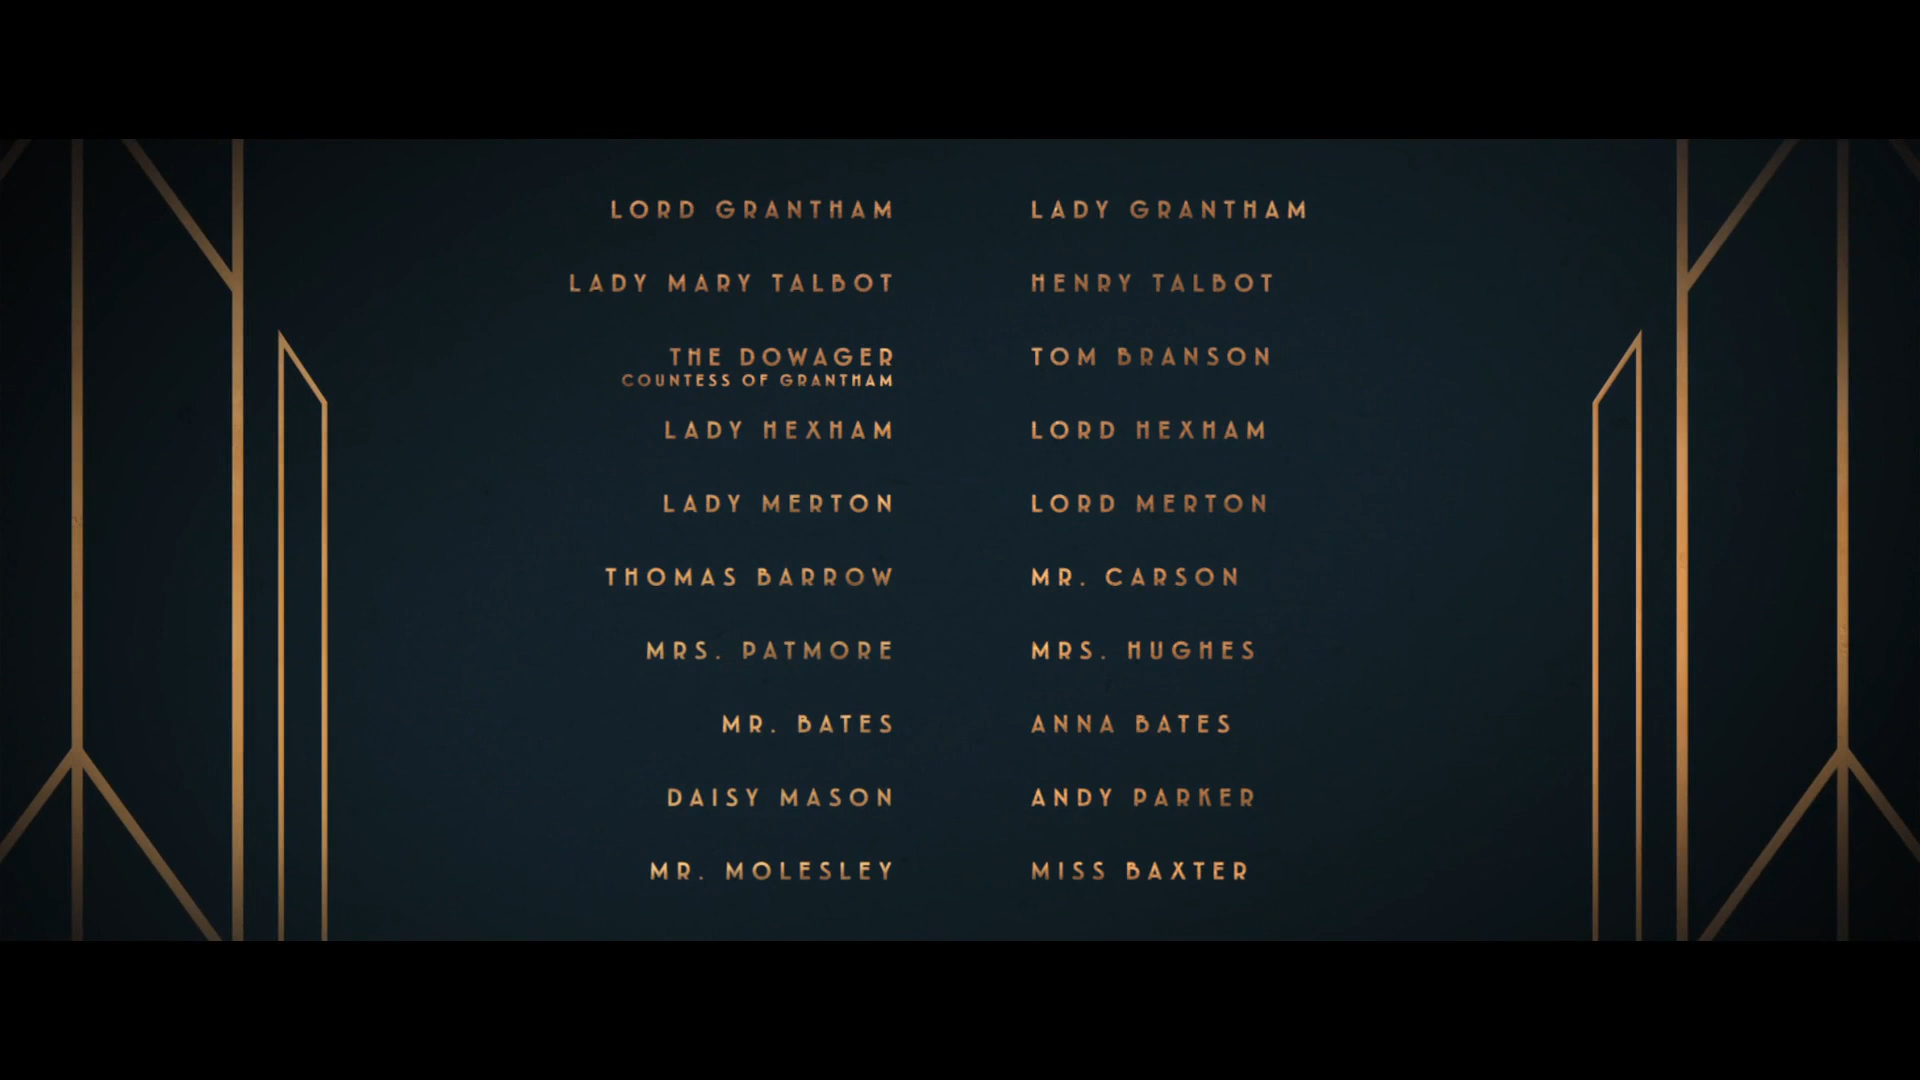 LORD GRANTHAM LADY GRANTHAM
LADY MARY TALBOT HENRY TALBOT
THE DOWAGER TOM BRANSON
COUNTESS OF GRANTHAM
LADY HEXHAM LORD HEXHAM
LADY MERTON LORD MERTON
THOMAS BARROW MR. CARSON
MRS. PATMORE MRS. HUGHES
MR. BATES ANNA BATES
DAISY MASON ANDY PARKER
MR. MOLESLEY MISS BAXTER